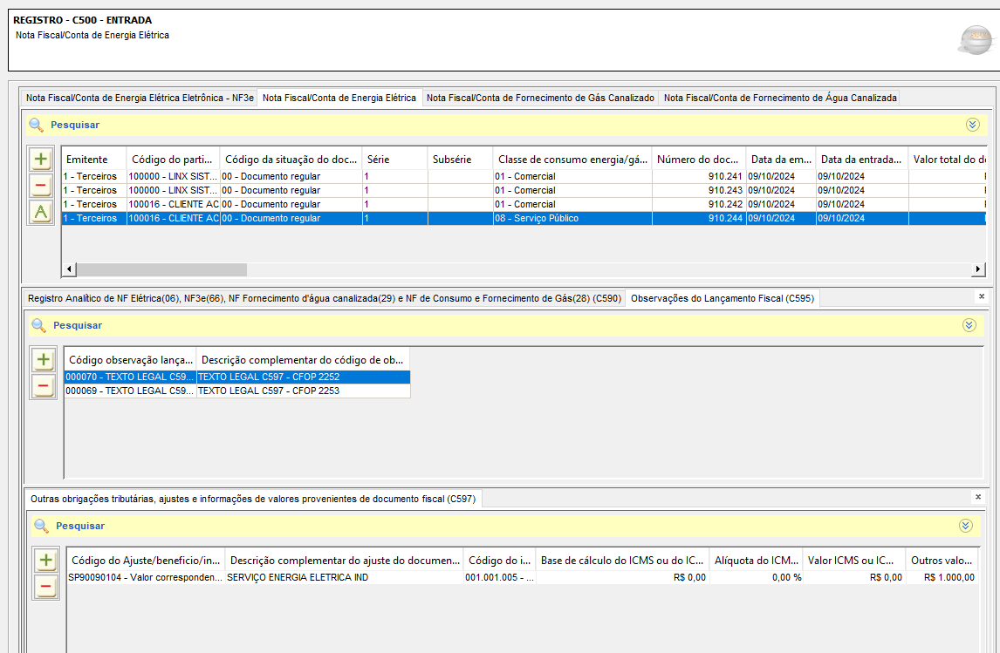 REGISTRO - C500 - ENTRADA
Nota Fiscal/Conta de Energia Elétrica
Nota Fiscal/Conta de Energia Elétrica Eletrônica - NF3e Nota Fiscal/Conta de Energia Elétrica Nota Fiscal/Conta de Fornecimento de Gás Canalizado Nota Fiscal/Conta de Fornecimento de Água Canalizada
Pesquisar
Emitente Código do parti... Código da situação do doc... Série Subsérie Classe de consumo energia/gá... Número do doc... Data da em... Data da entrada... Valor total do do
1 - Terceiros 100000 - LINX SIST... 00 - Documento regular 1 01 - Comercial 910.241 09/10/2024 09/10/2024
1 - Terceiros 100000 - LINX SIST... 00 - Documento regular 1 01 - Comercial 910.243 09/10/2024 09/10/2024
1 - Terceiros 100016 - CLIENTE AC 00 - Documento regular 1 01 - Comercial 910.242 09/10/2024 09/10/2024
1 - Terceiros 100016 - CLIENTE AC 00 - Documento regular 1 08 - Serviço Público 910.244 09/10/2024 09/10/2024
A
Registro Analítico de NF Elétrica(06), NF3e(66), NF Fornecimento d'água canalizada(29) e NF de Consumo e Fornecimento de Gás(28) (C590) Observações do Lançamento Fiscal (C595)
Pesquisar
Código observação lança... Descrição complementar do código de ob...
000070 - TEXTO LEGAL C59... TEXTO LEGAL C597 - CFOP 2252
000069 - TEXTO LEGAL C59... TEXTO LEGAL C597 - CFOP 2253
Outras obrigações tributárias, ajustes e informações de valores provenientes de documento fiscal (C597)
Pesquisar
Código do Ajuste/beneficio/in... Descrição complementar do ajuste do documen... Código do i... Base de cálculo do ICMS ou do IC... Alíquota do ICM... Valor ICMS ou IC... Outros valo...
SP90090104 - Valor corresponden... SERVIÇO ENERGIA ELETRICA IND 001.001.005 - ... R$ 0,00 0,00 % R$ 0,00 R$ 1.000,00